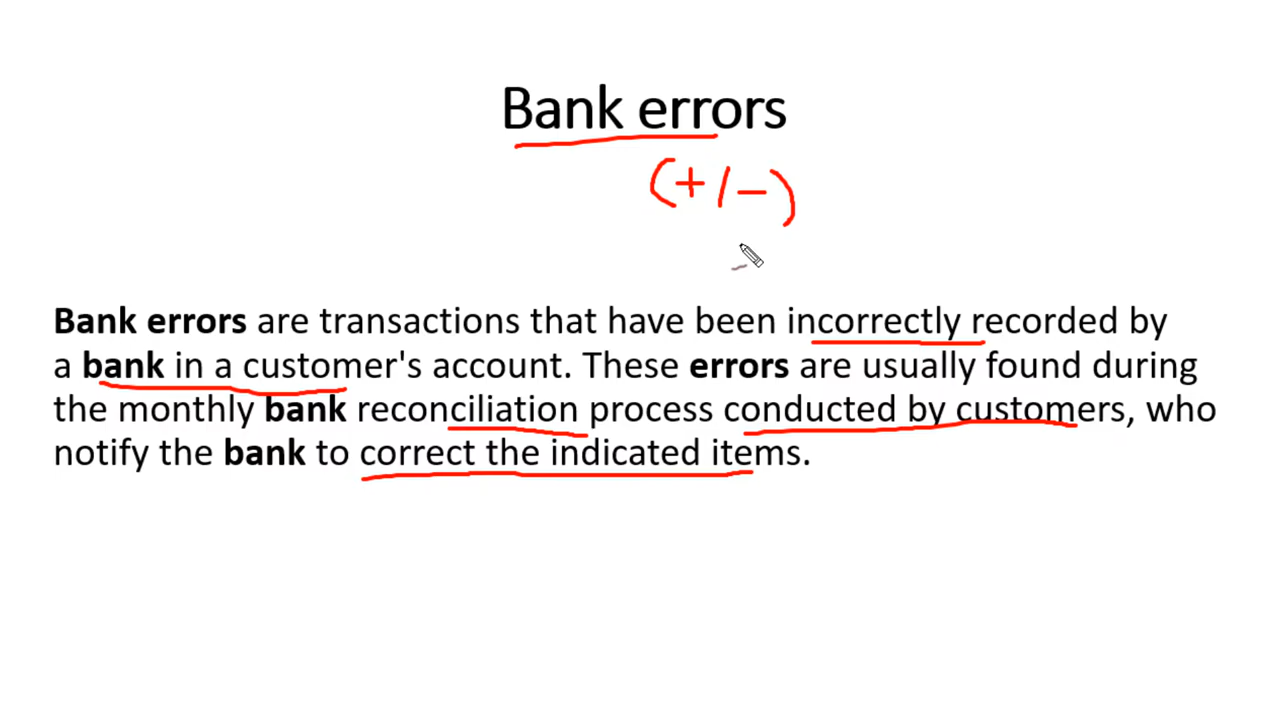 Bank errors
(+/-)
Bank errors are transactions that have been incorrectly recorded by
a bank in a customer's account. These errors are usually found during
the monthly bank reconciliation process conducted by customers, who
notify the bank to correct the indicated items.